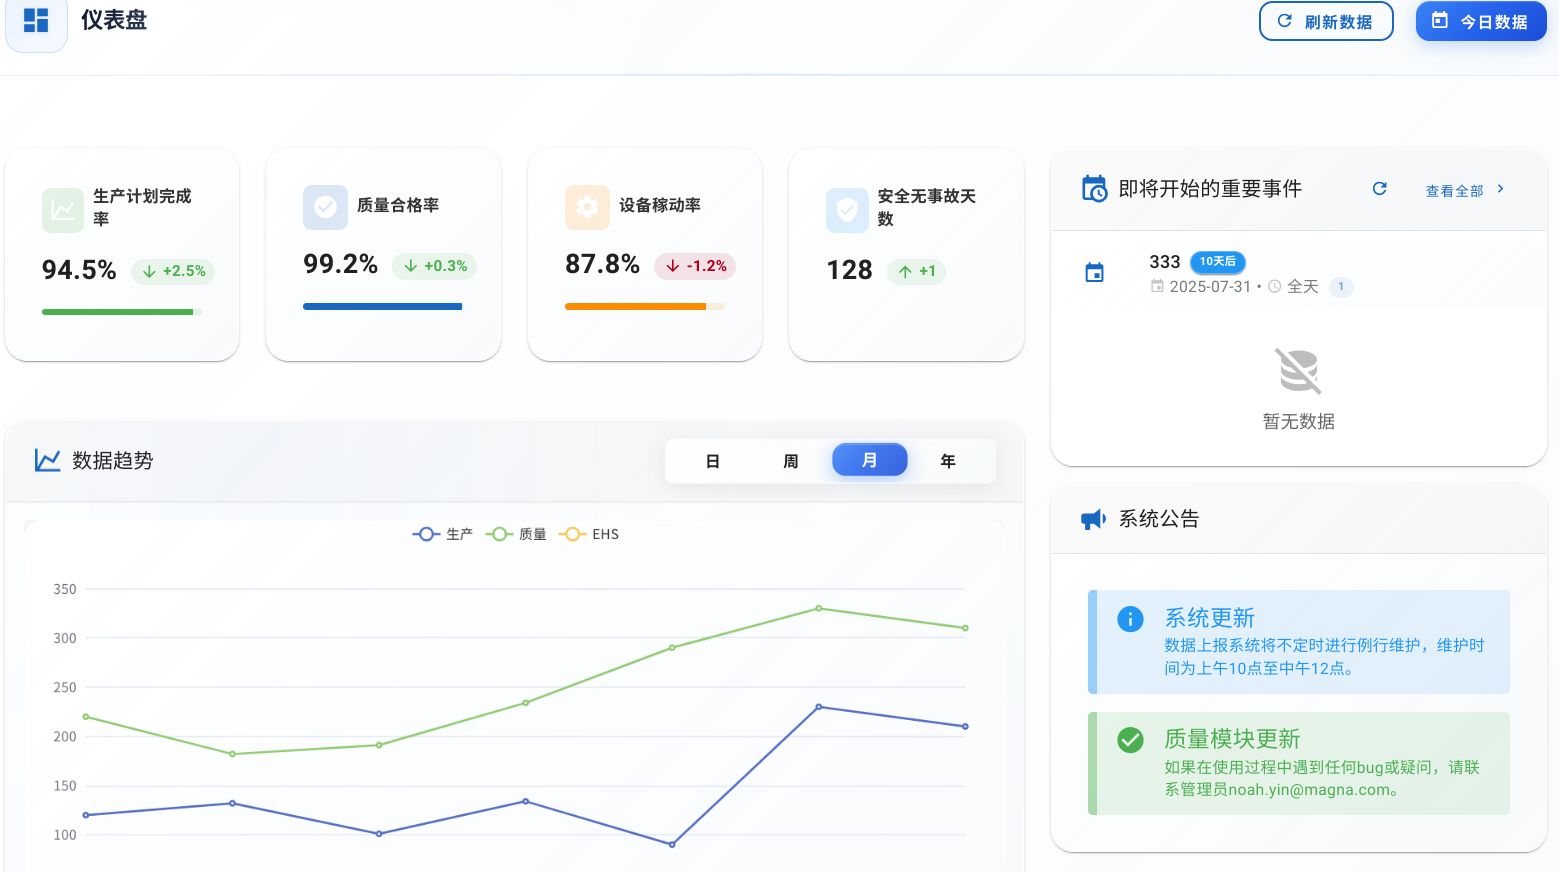 仪表盘
刷新数据
今日数据
生产计划完成
率
94.5%
+2.5%
质量合格率
99.2%
+0.3%
设备稼动率
87.8%
-1.2%
安全无事故天
数
128
+1
即将开始的重要事件
查看全部
333
10天后
2025-07-31 • 全天 1
暂无数据
数据趋势
日 周 月 年
生产 质量 EHS
350
300
250
200
150
100
系统公告
系统更新
数据上报系统将不定时进行例行维护，维护时
间为上午10点至中午12点。
质量模块更新
如果在使用过程中遇到任何bug或疑问，请联
系管理员noah.yin@magna.com。